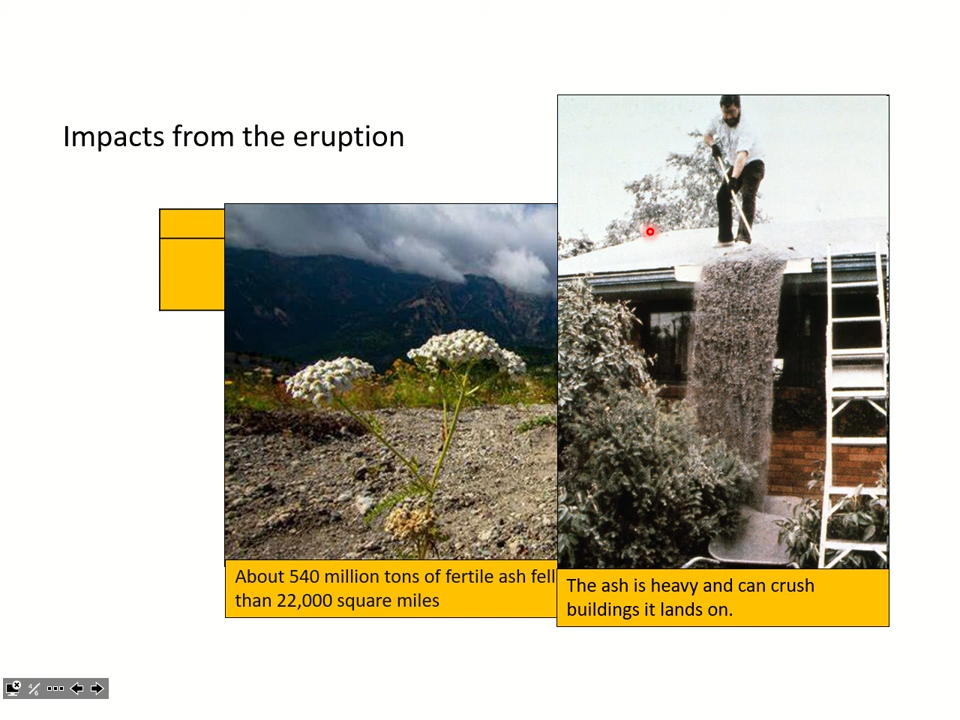 Impacts from the eruption
About 540 million tons of fertile ash fell
than 22,000 square miles
The ash is heavy and can crush
buildings it lands on.